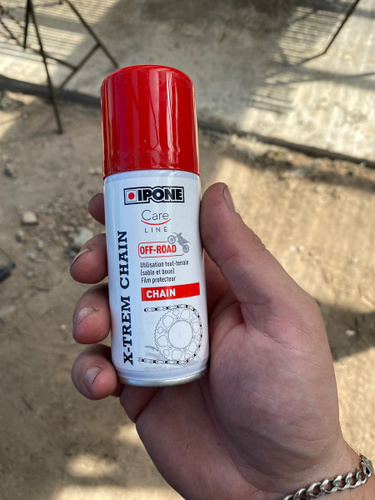 IPONE
Care
LINE
OFF-ROAD
Utilisation tout-terrain
(sable et boue)
Film protecteur
CHAIN
X-TREM CHAIN